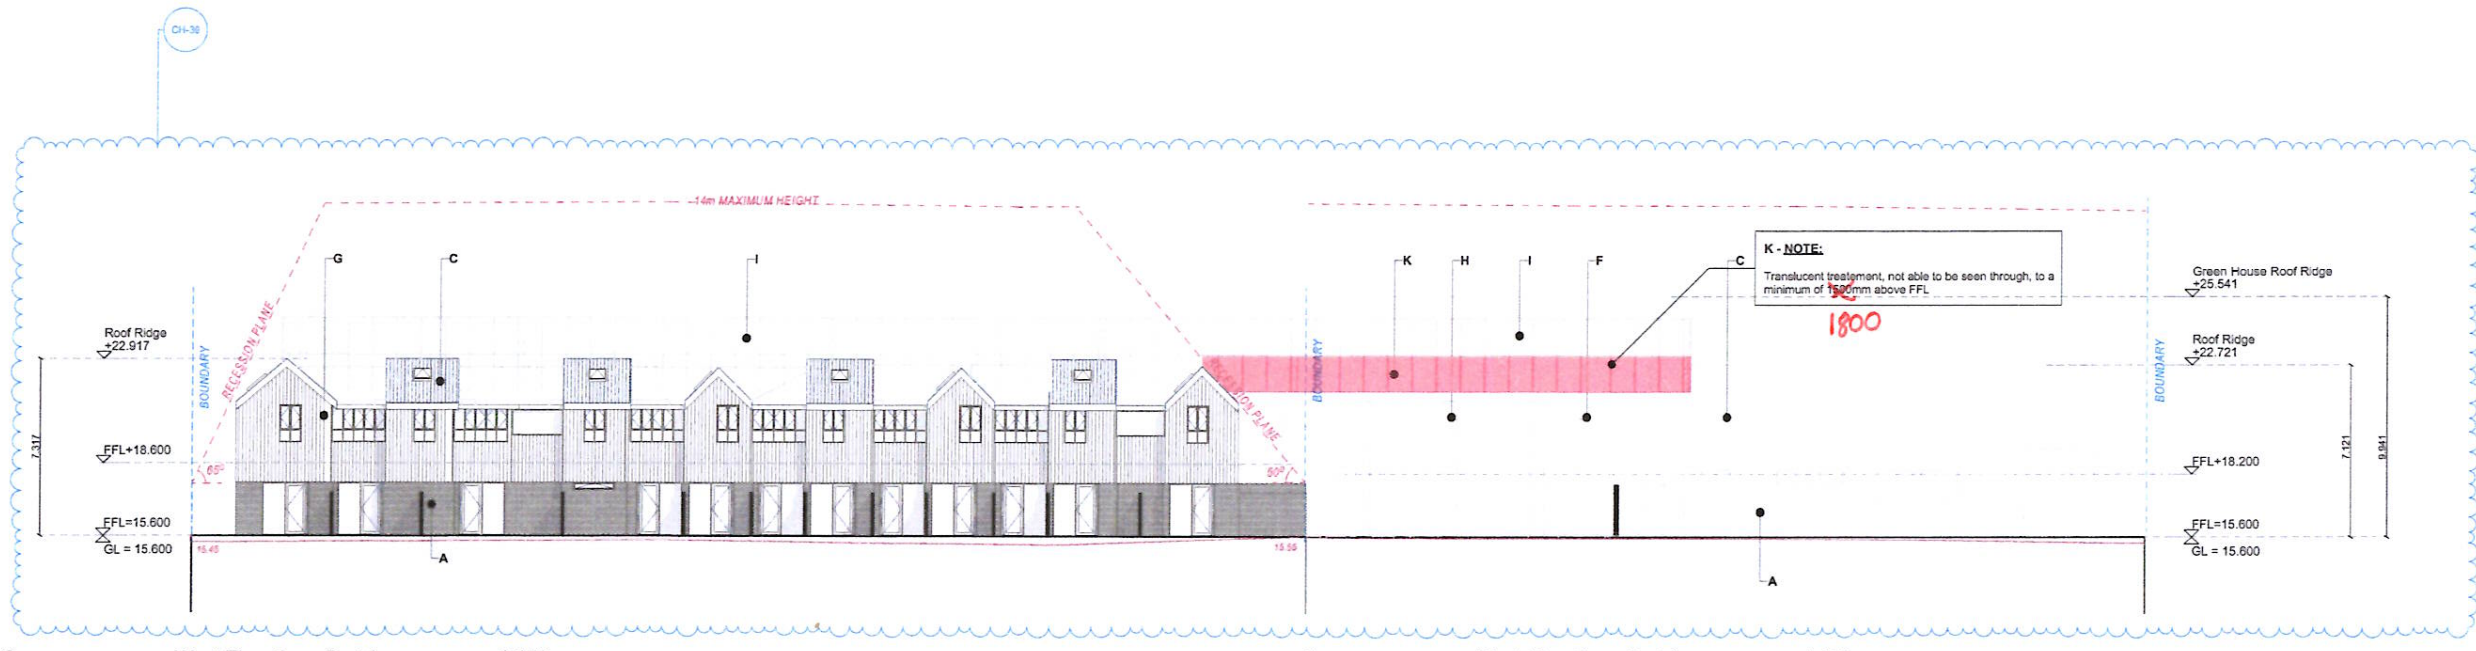 CH-36
14m MAXIMUM HEIGHT
G
C
I
K
H
I
F
C
K - NOTE:
Translucent treatement, not able to be seen through, to a
minimum of 1500mm above FFL
1800
Green House Roof Ridge
+25.541
Roof Ridge
+22.917
BOUNDARY
RECESSION PLANE
RECESSION PLANE
BOUNDARY
BOUNDARY
Roof Ridge
+22.721
7.317
FFL+18.600
FFL+18.200
7.121
9.941
FFL=15.600
GL = 15.600
15.55
FFL=15.600
GL = 15.600
A
A